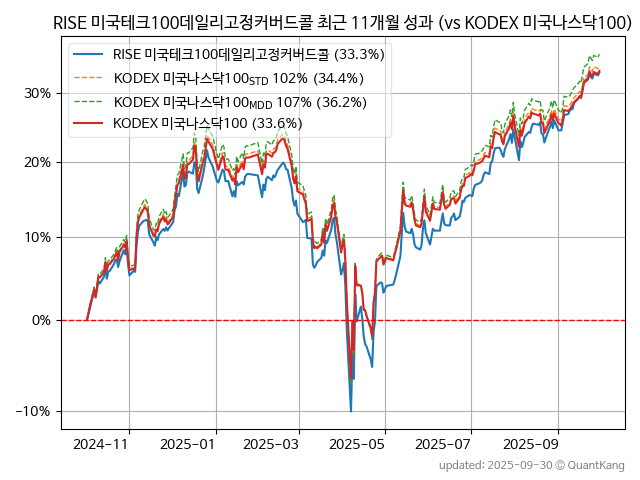 RISE 미국테크100데일리고정커버드콜 최근 11개월 성과 (vs KODEX 미국나스닥100)
RISE 미국테크100데일리고정커버드콜 (33.3%)
KODEX 미국나스닥100STD 102% (34.4%)
KODEX 미국나스닥100MDD 107% (36.2%)
KODEX 미국나스닥100 (33.6%)
30%
20%
10%
0%
−10%
2024-11
2025-01
2025-03
2025-05
2025-07
2025-09
updated: 2025-09-30 © QuantKang